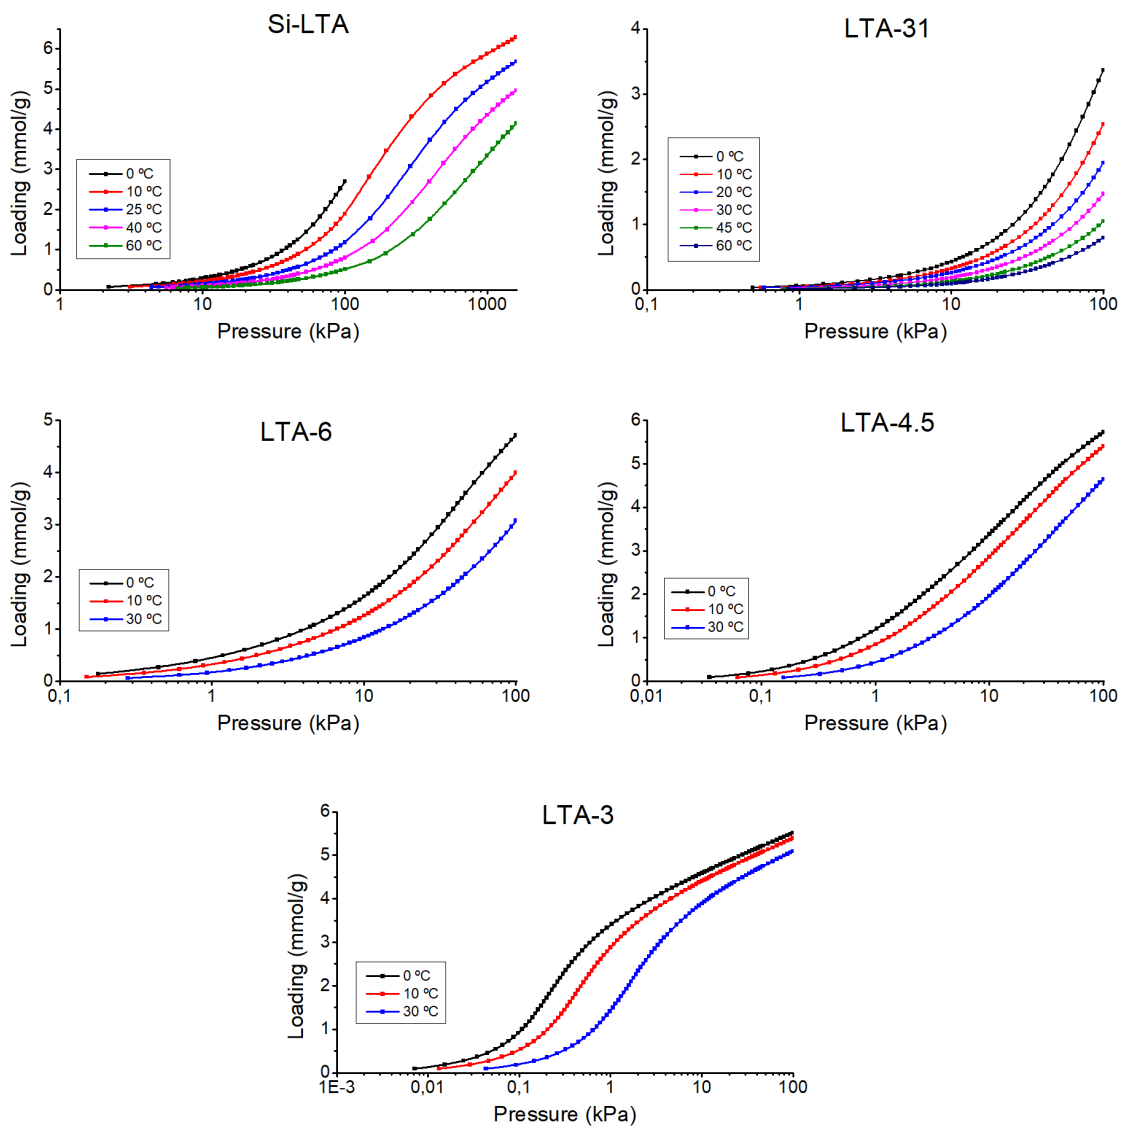 Si-LTA
Loading (mmol/g)
6
5
4
3
2
1
0
0 ºC
10 ºC
25 ºC
40 ºC
60 ºC
1
10
100
1000
Pressure (kPa)
LTA-31
Loading (mmol/g)
4
3
2
1
0
0 ºC
10 ºC
20 ºC
30 ºC
45 ºC
60 ºC
0,1
1
10
100
Pressure (kPa)
LTA-6
Loading (mmol/g)
5
4
3
2
1
0
0 ºC
10 ºC
30 ºC
1
10
100
Pressure (kPa)
LTA-4.5
Loading (mmol/g)
6
5
4
3
2
1
0
0 ºC
10 ºC
30 ºC
0,01
0,1
1
10
100
Pressure (kPa)
LTA-3
Loading (mmol/g)
6
5
4
3
2
1
0
0 ºC
10 ºC
30 ºC
1E-3
0,01
0,1
1
10
100
Pressure (kPa)